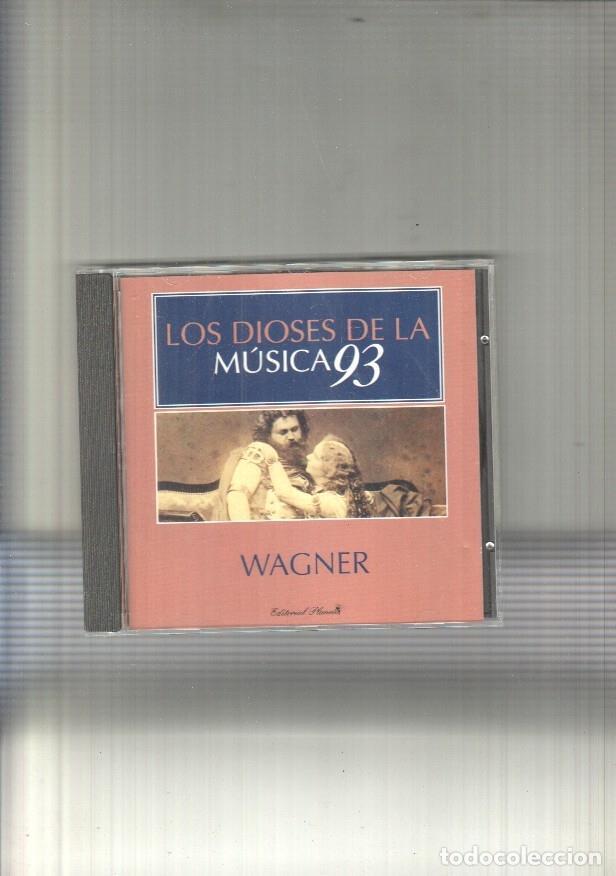 LOS DIOSES DE LA
MÚSICA 93
WAGNER
Editorial Planeta
todocoleccion